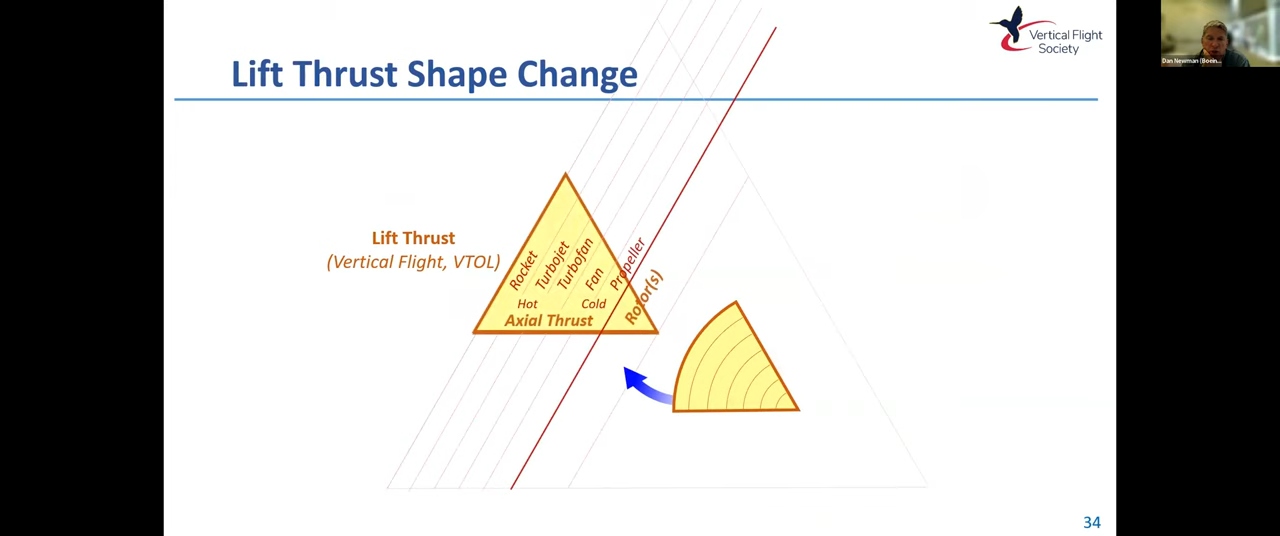 Vertical Flight
Society
Dan Newman (Boein...
Lift Thrust Shape Change
Lift Thrust
(Vertical Flight, VTOL)
Rocket
Turbojet
Turbofan
Fan
Propeller
Rotor(s)
Hot
Cold
Axial Thrust
34